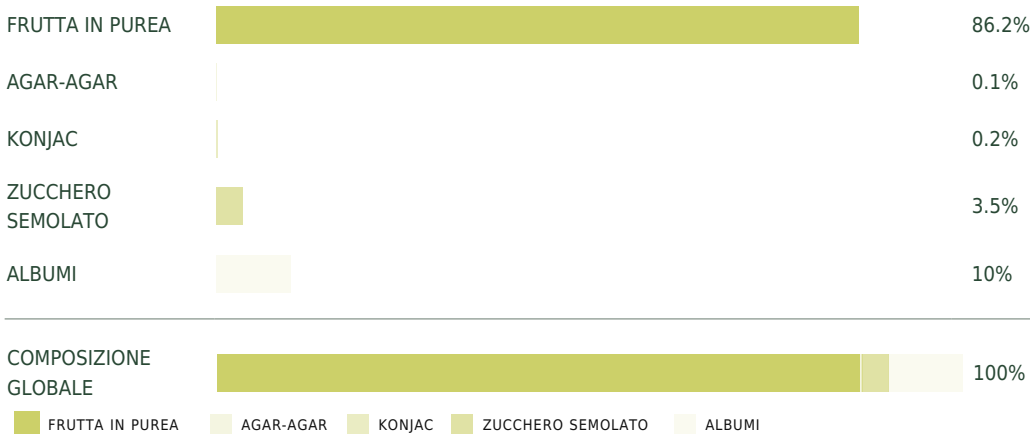 FRUTTA IN PUREA 86.2%
AGAR-AGAR 0.1%
KONJAC 0.2%
ZUCCHERO
SEMOLATO 3.5%
ALBUMI 10%
COMPOSIZIONE
GLOBALE 100%
FRUTTA IN PUREA AGAR-AGAR KONJAC ZUCCHERO SEMOLATO ALBUMI